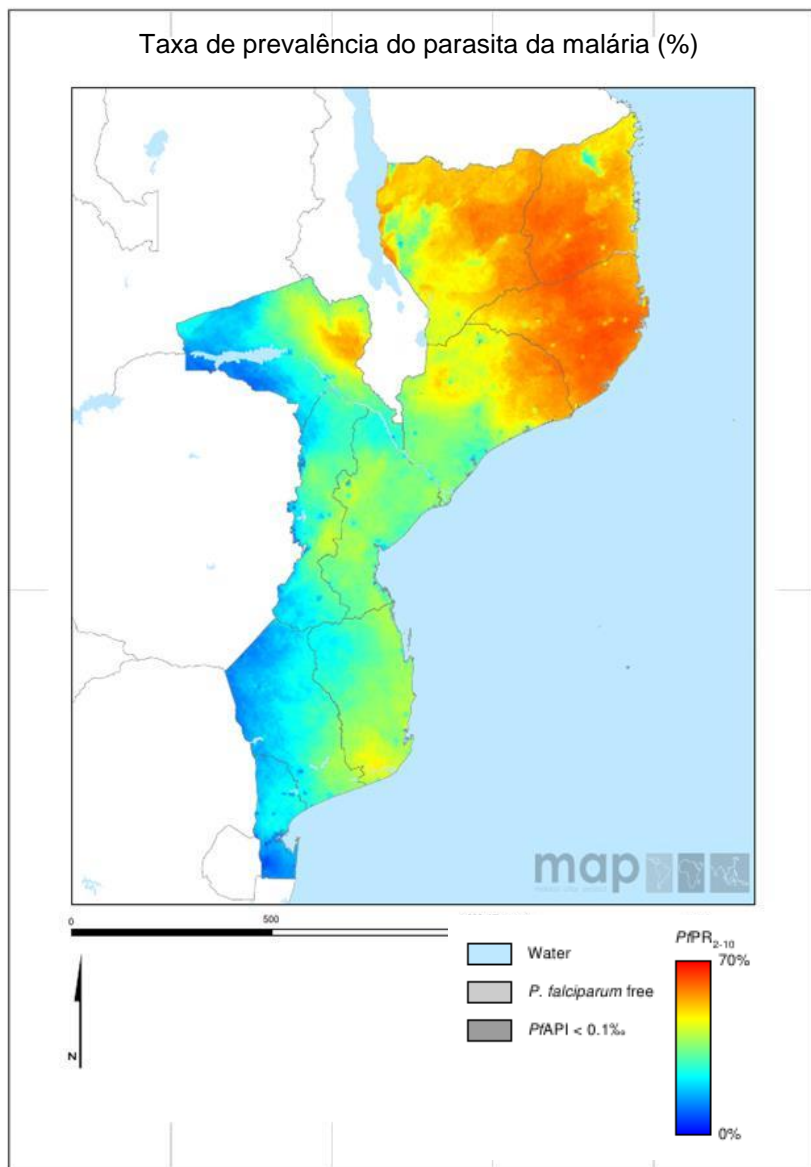 Taxa de prevalência do parasita da malária (%)
map
0
500
Water
P. falciparum free
PfAPI < 0.1‰
PfPR2-10
70%
0%
N